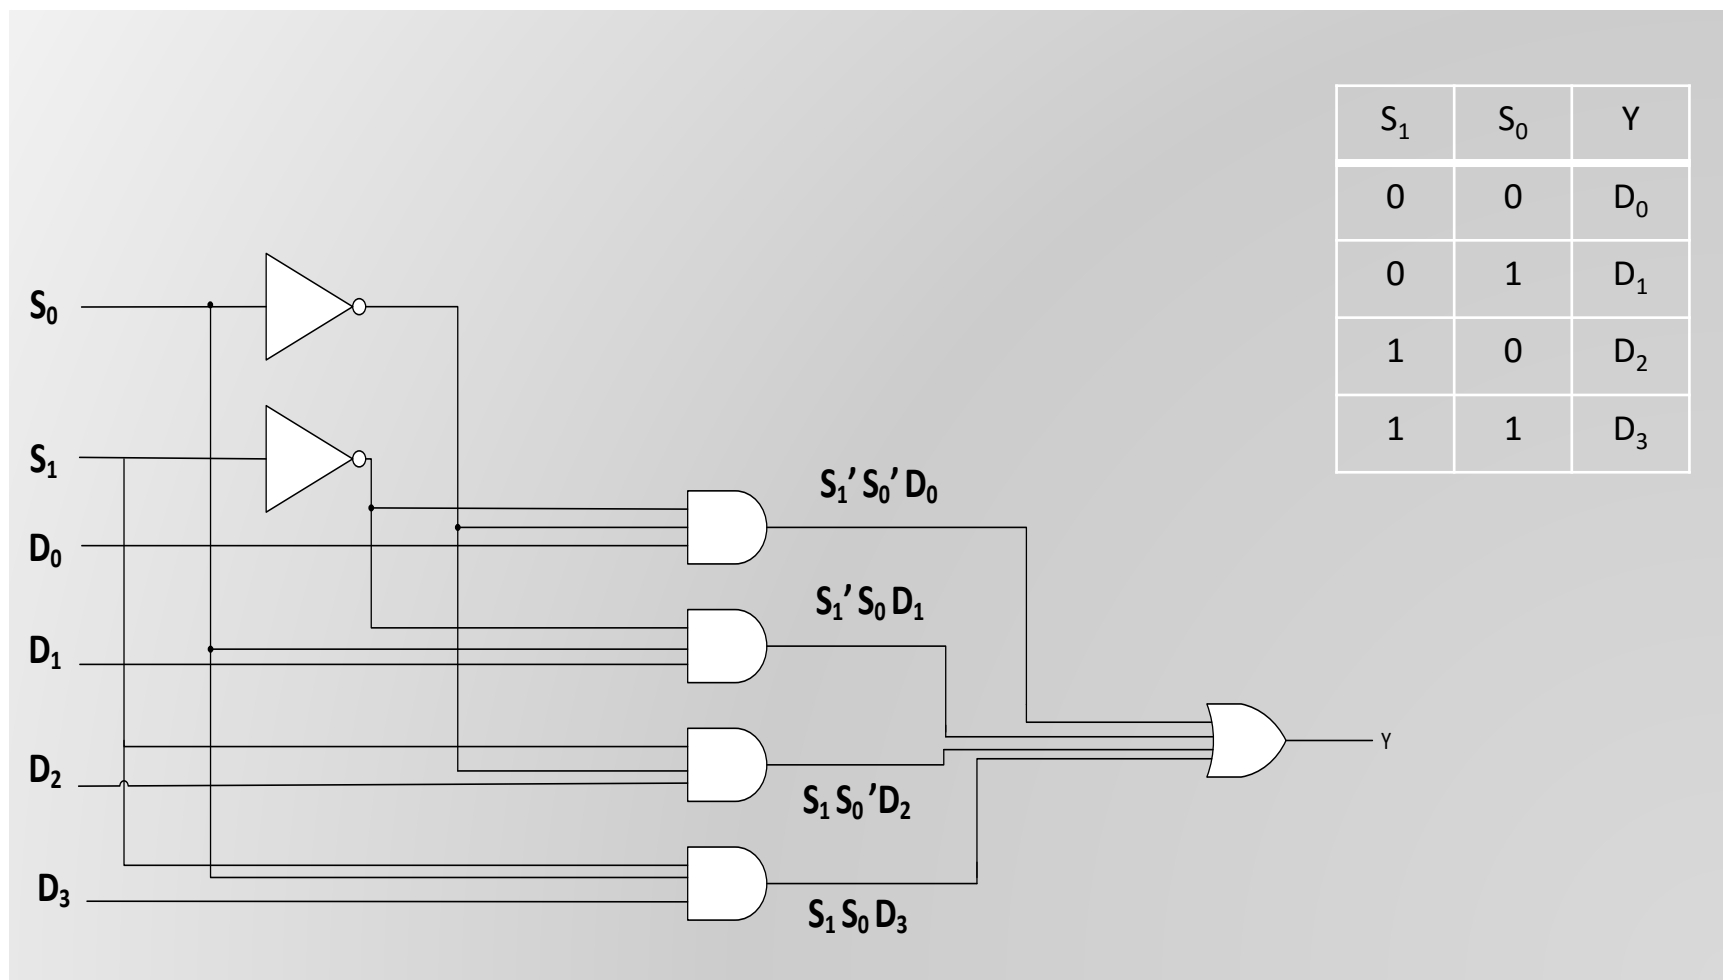 S₁ S₀ Y
0 0 D₀
0 1 D₁
1 0 D₂
1 1 D₃
S₀
S₁
D₀
D₁
D₂
D₃
S₁’ S₀’ D₀
S₁’ S₀ D₁
S₁ S₀ ’D₂
S₁ S₀ D₃
Y